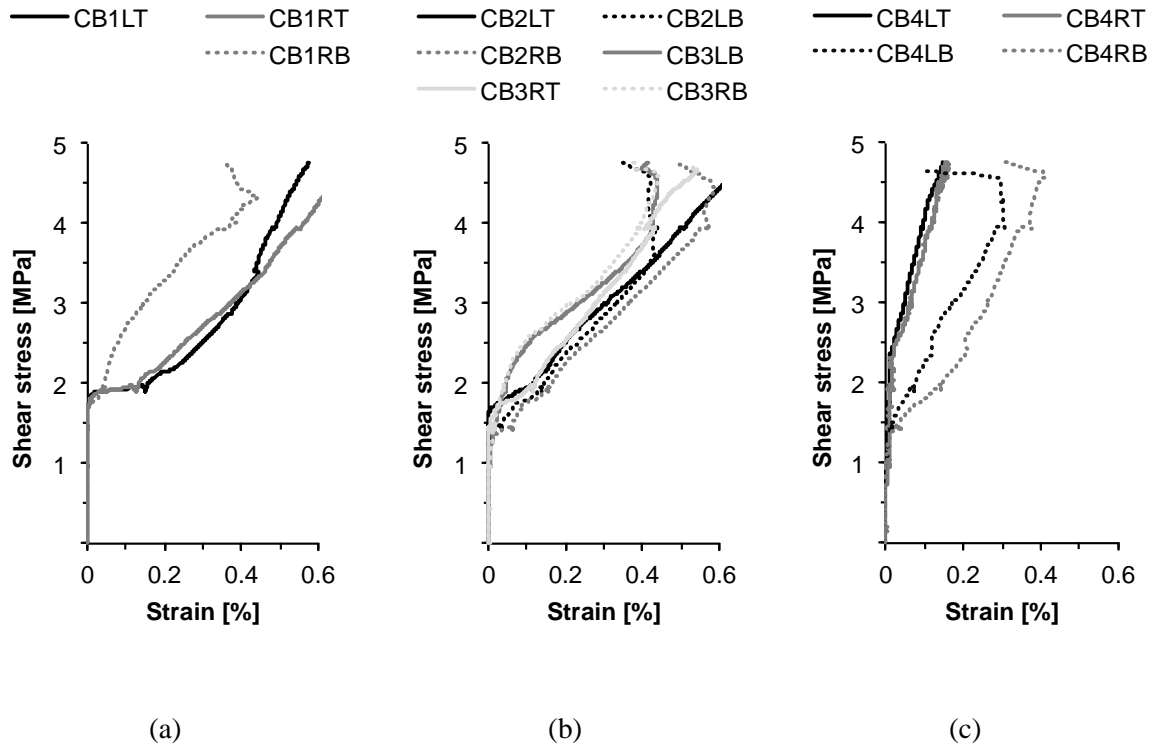 CB1LT CB1RT CB2LT CB2LB CB4LT CB4RT
CB1RB CB2RB CB3LB CB4LB CB4RB
CB3RT CB3RB
5 5 5
4 4 4
3 3 3
2 2 2
1 1 1
Shear stress [MPa] Shear stress [MPa] Shear stress [MPa]
0 0.2 0.4 0.6 0 0.2 0.4 0.6 0 0.2 0.4 0.6
Strain [%] Strain [%] Strain [%]
(a) (b) (c)